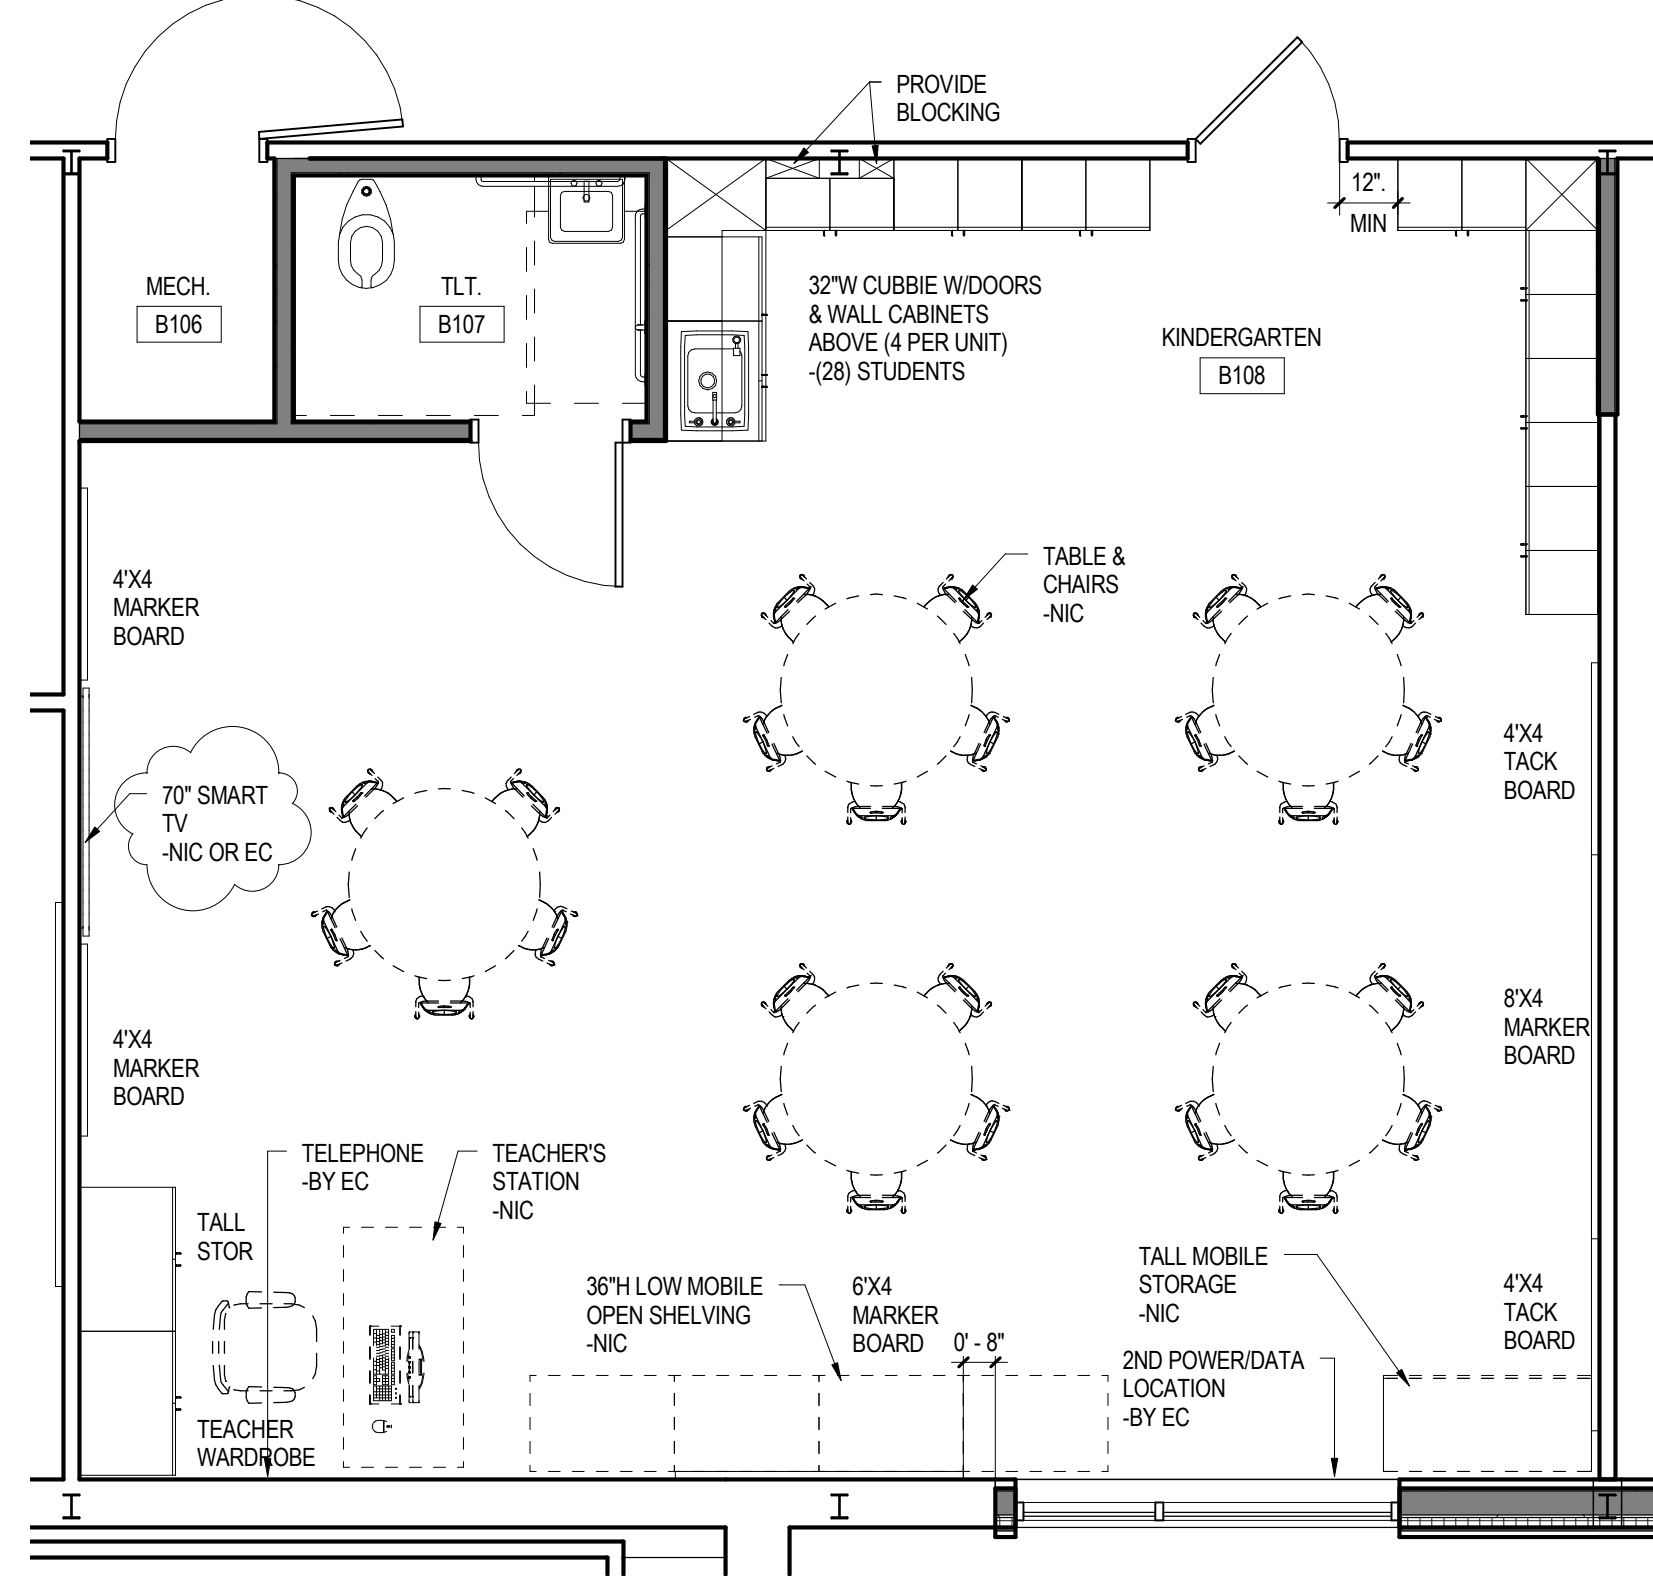 PROVIDE
BLOCKING
12".
MIN
MECH.
B106
TLT.
B107
32"W CUBBIE W/DOORS
& WALL CABINETS
ABOVE (4 PER UNIT)
-(28) STUDENTS
KINDERGARTEN
B108
TABLE &
CHAIRS
-NIC
4'X4
MARKER
BOARD
4'X4
TACK
BOARD
70" SMART
TV
-NIC OR EC
8'X4
MARKER
BOARD
4'X4
MARKER
BOARD
TELEPHONE
-BY EC
TEACHER'S
STATION
-NIC
TALL
STOR
TALL MOBILE
STORAGE
-NIC
36"H LOW MOBILE
OPEN SHELVING
-NIC
6'X4
MARKER
BOARD
0' - 8"
4'X4
TACK
BOARD
2ND POWER/DATA
LOCATION
-BY EC
TEACHER
WARDROBE